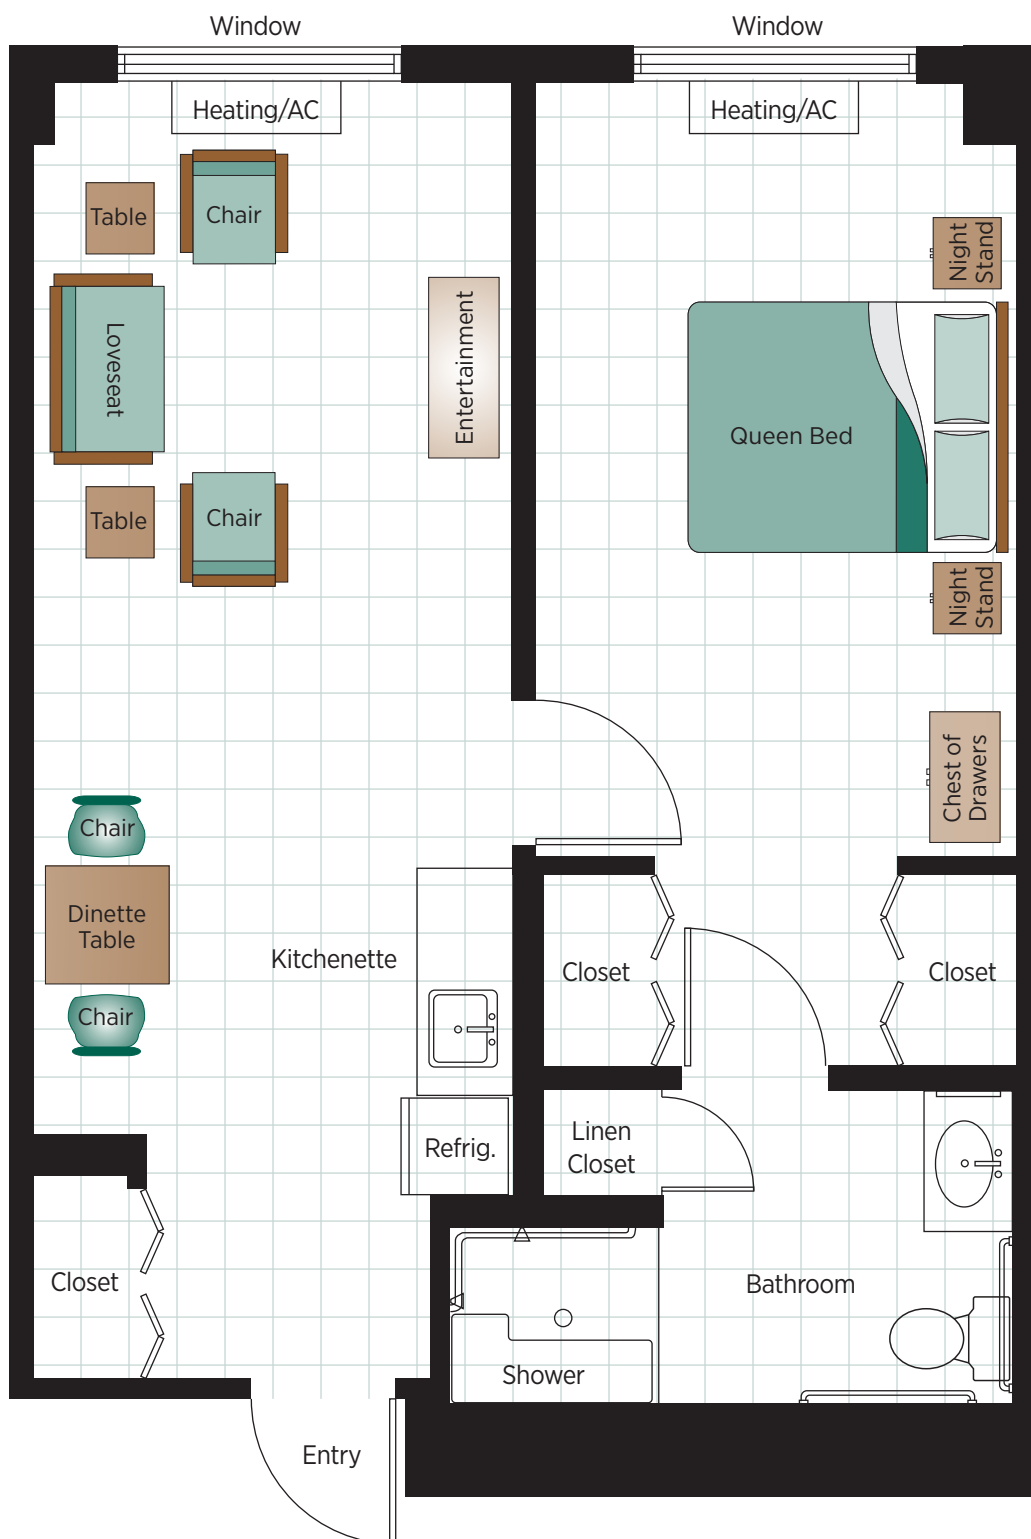 Window
Window
Heating/AC
Heating/AC
Table
Chair
Night
Stand
Loveseat
Entertainment
Queen Bed
Table
Chair
Night
Stand
Chest of
Drawers
Chair
Dinette
Table
Kitchenette
Closet
Closet
Chair
Refrig.
Linen
Closet
Closet
Bathroom
Shower
Entry